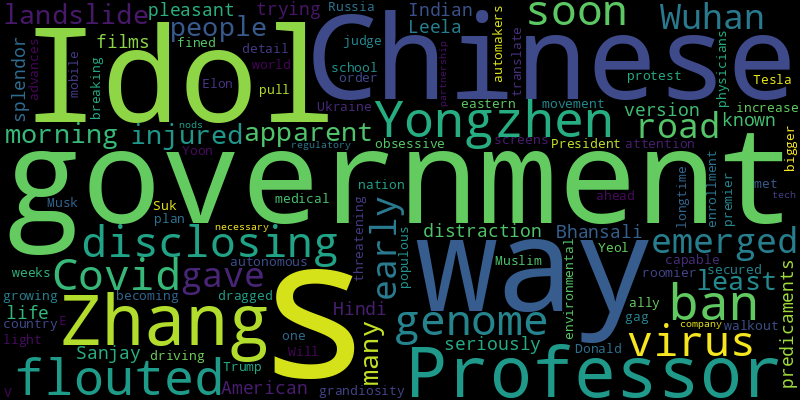 landslide
pleasant
trying
Russia
Indian
soon
Wuhan
splendor
advances
films
people
fined
detail
judge
Leela
automakers
translate
physicians
mobile
breaking
Idol
Elon
world
school
order
Chinese
protest
Tesla
pull
Ukraine
eastern
movement
partnership
version
increase
morning
injured
nods
apparent
Yongzhen
road
known
regulatory
obsessive
screens
President
attention
bigger
Yoon
government
medical
nation
longtime
enrollment
premier
met
tech
Musk
Suk
plan
ahead
necessary
disclosing
early
populous
distraction
Bhansali
emerged
threatening
autonomous
Yeol
Muslim
capable
weeks
Covid
gave
way
environmental
roomier
secured
least
growing
becoming
dragged
S
Hindi
ally
ban
predicaments
life
Zhang
genome
gag
country
E
one
many
company
walkout
light
Sanjay
driving
Will
seriously
virus
flouted
Trump
Donald
Professor
V
American
grandiosity